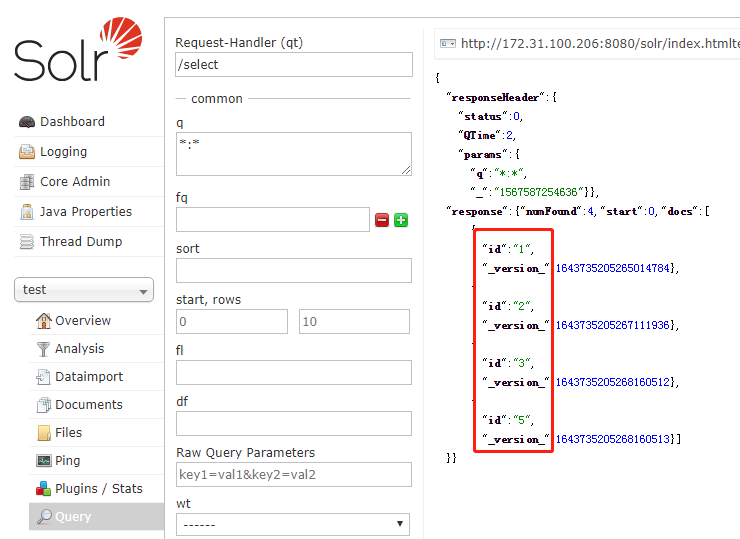 Solr
Dashboard
Logging
Core Admin
Java Properties
Thread Dump
test
Overview
Analysis
Dataimport
Documents
Files
Ping
Plugins / Stats
Query
Request-Handler (qt)
/select
common
q
*:*
fq
sort
start, rows
0
10
fl
df
Raw Query Parameters
key1=val1&key2=val2
wt
------
http://172.31.100.206:8080/solr/index.htmlte
{
"responseHeader":{
"status":0,
"QTime":2,
"params":{
"q":"*:*",
"_":"1567587254636"}},
"response":{"numFound":4,"start":0,"docs":[
{
"id":"1",
"_version_":1643735205265014784},
"id":"2",
"_version_":1643735205267111936},
"id":"3",
"_version_":1643735205268160512},
"id":"5",
"_version_":1643735205268160513}]
}}